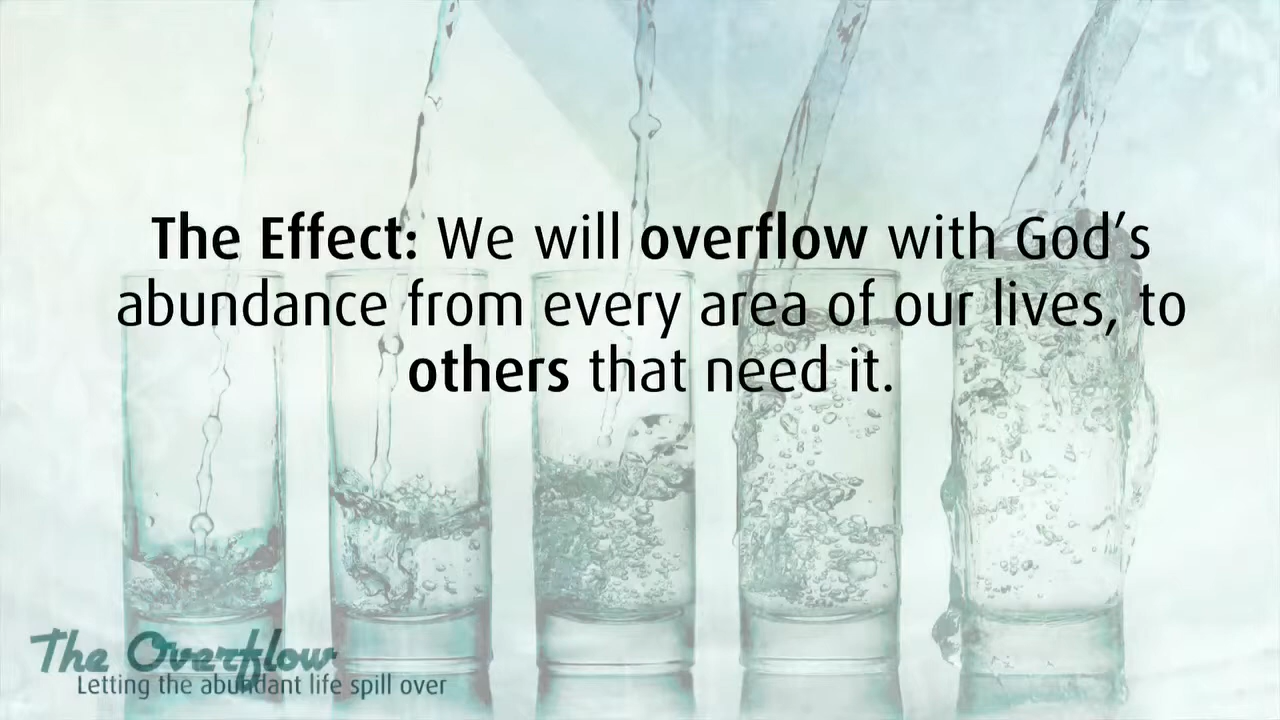 The Effect: We will overflow with God's
abundance from every area of our lives, to
others that need it.
The Overflow
Letting the abundant life spill over